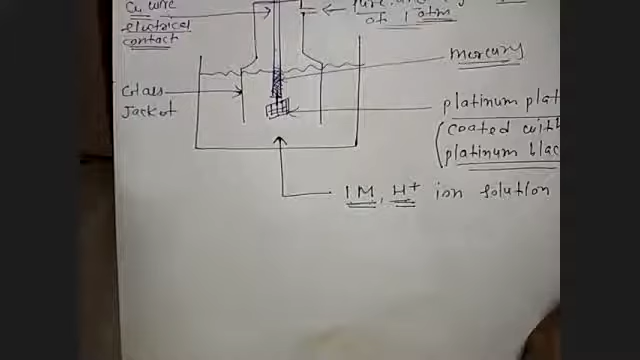 Cu wire
of 1 atm
electrical
contact
mercury
Glass
Jacket
platinum plat
(coated with
platinum blac
1M, H+ ion solution